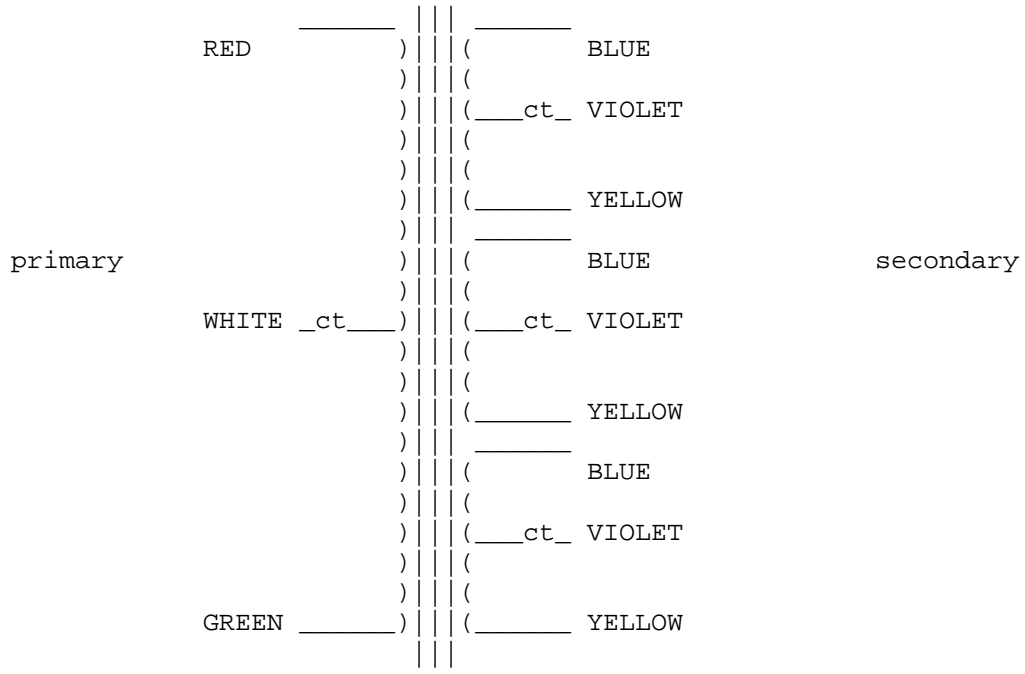 RED BLUE
ct VIOLET
YELLOW
primary BLUE secondary
WHITE ct ct VIOLET
YELLOW
BLUE
ct VIOLET
GREEN YELLOW